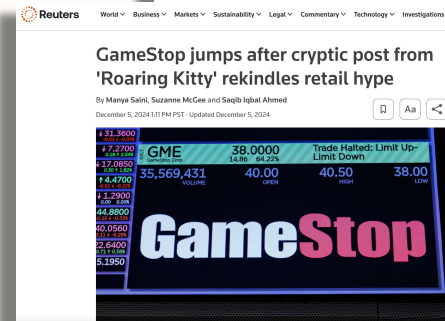 Reuters
World Business Markets Sustainability Legal Commentary Technology Investigations
GameStop jumps after cryptic post from
'Roaring Kitty' rekindles retail hype
By Manya Saini, Suzanne McGee and Saqib Iqbal Ahmed
December 5, 2024 1:11 PM PST · Updated December 5, 2024
Aa
31.3600
7.2700
17.0850
4.4700
1.2900
0.00 0.00%
44.8800
40.0560
22.6400
5.1950
GME
GameStop Corp
38.0000
14.86 64.22%
Trade Halted: Limit Up-
Limit Down
35,569,431
VOLUME
40.00
OPEN
40.50
HIGH
38.00
LOW
GameStop